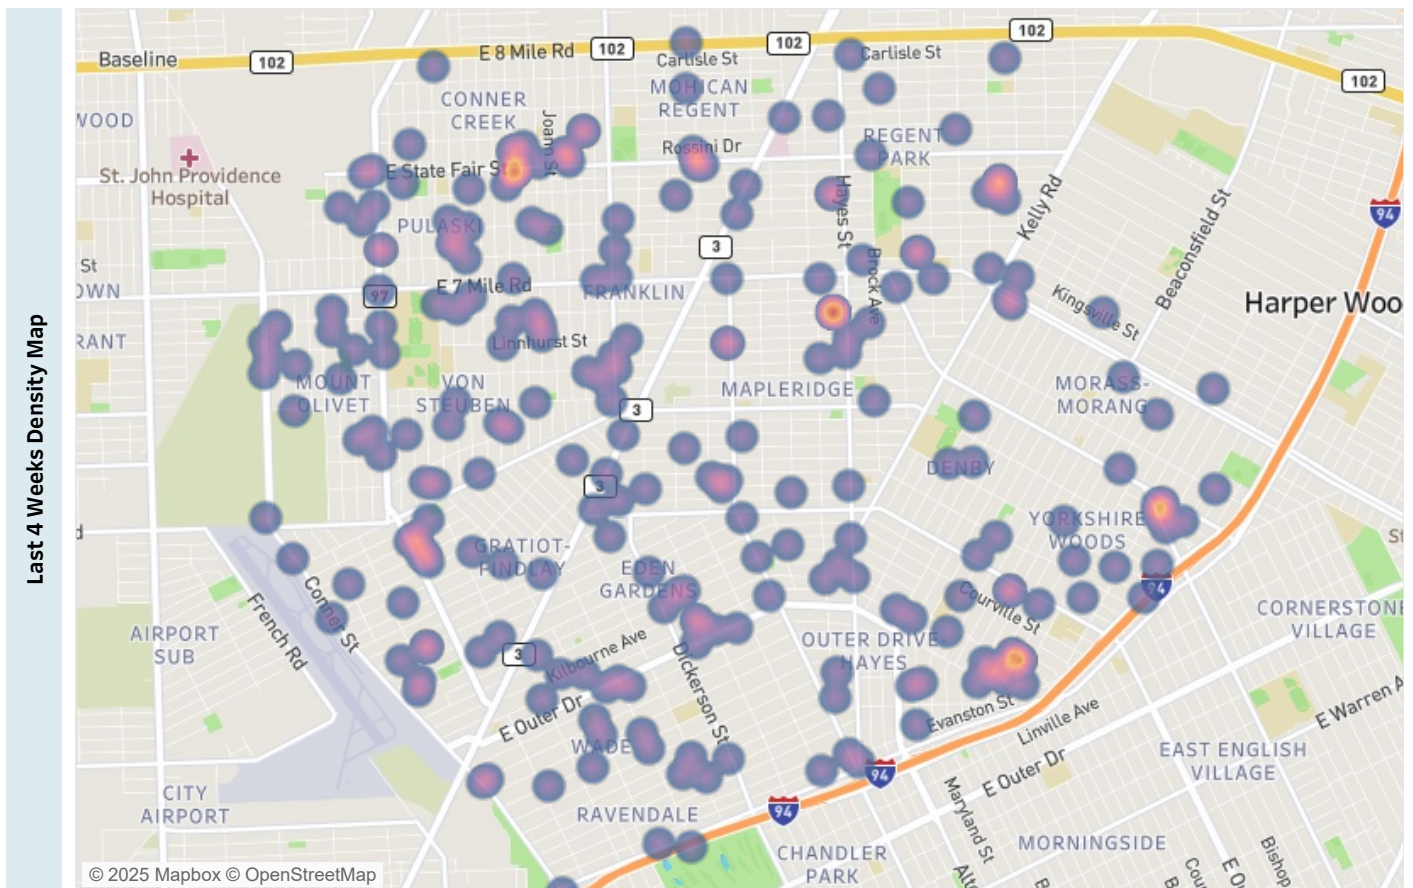 Last 4 Weeks Density Map
102
E 8 Mile Rd
102
102
102
Baseline
102
Carlisle St
Carlisle St
102
MOHICAN
REGENT
CONNER
CREEK
WOOD
Joann St
REGENT
PARK
Rossini Dr
St. John Providence
Hospital
E State Fair St
Hayes St
Kelly Rd
Beaconsfield St
94
PULASKI
3
St
OWN
97
E 7 Mile Rd
FRANKLIN
Brock Ave
Kingsville St
Harper Woo
RANT
Linnhurst St
MOUNT
OLIVET
VON
STEUBEN
MAPLERIDGE
MORASS-
MORANG
3
DENBY
3
YORKSHIRE
WOODS
d
St
GRATIOT-
FINDLAY
EDEN
GARDENS
94
Courville St
CORNERSTONE
VILLAGE
French Rd
Conner St
AIRPORT
SUB
3
Kilbourne Ave
OUTER DRIVE-
HAYES
Dickerson St
E Outer Dr
Evanston St
Linville Ave
E Warren A
WADE
EAST ENGLISH
VILLAGE
94
E Outer Dr
CITY
AIRPORT
94
RAVENDALE
Maryland St
MORNINGSIDE
CHANDLER
PARK
Bishop
Alte
B
Cou
B
E O
© 2025 Mapbox © OpenStreetMap